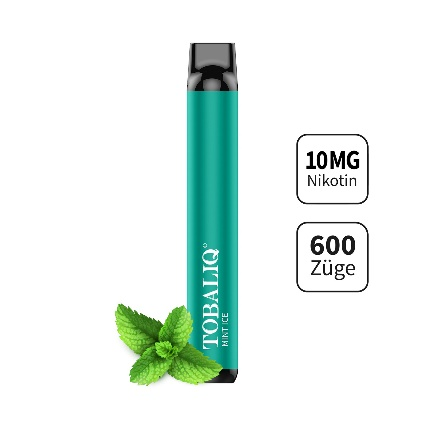 TOBALIQ°
MINT ICE
10MG
Nikotin
600
Züge